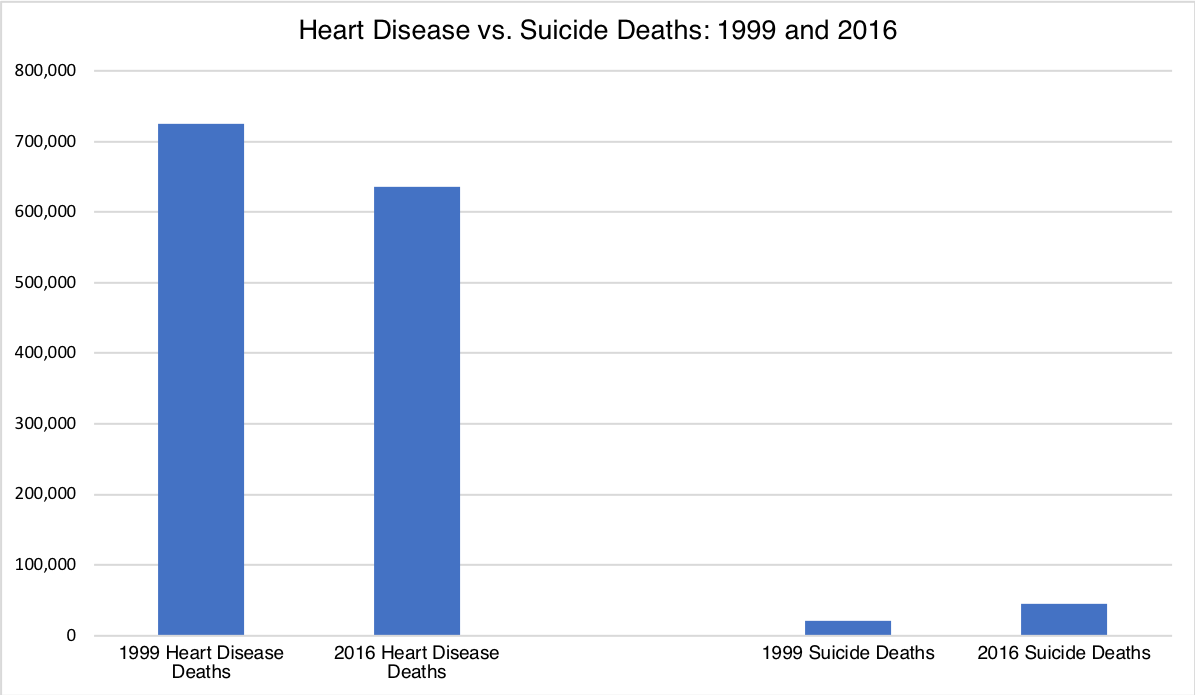 Heart Disease vs. Suicide Deaths: 1999 and 2016
800,000
700,000
600,000
500,000
400,000
300,000
200,000
100,000
0
1999 Heart Disease
Deaths
2016 Heart Disease
Deaths
1999 Suicide Deaths
2016 Suicide Deaths